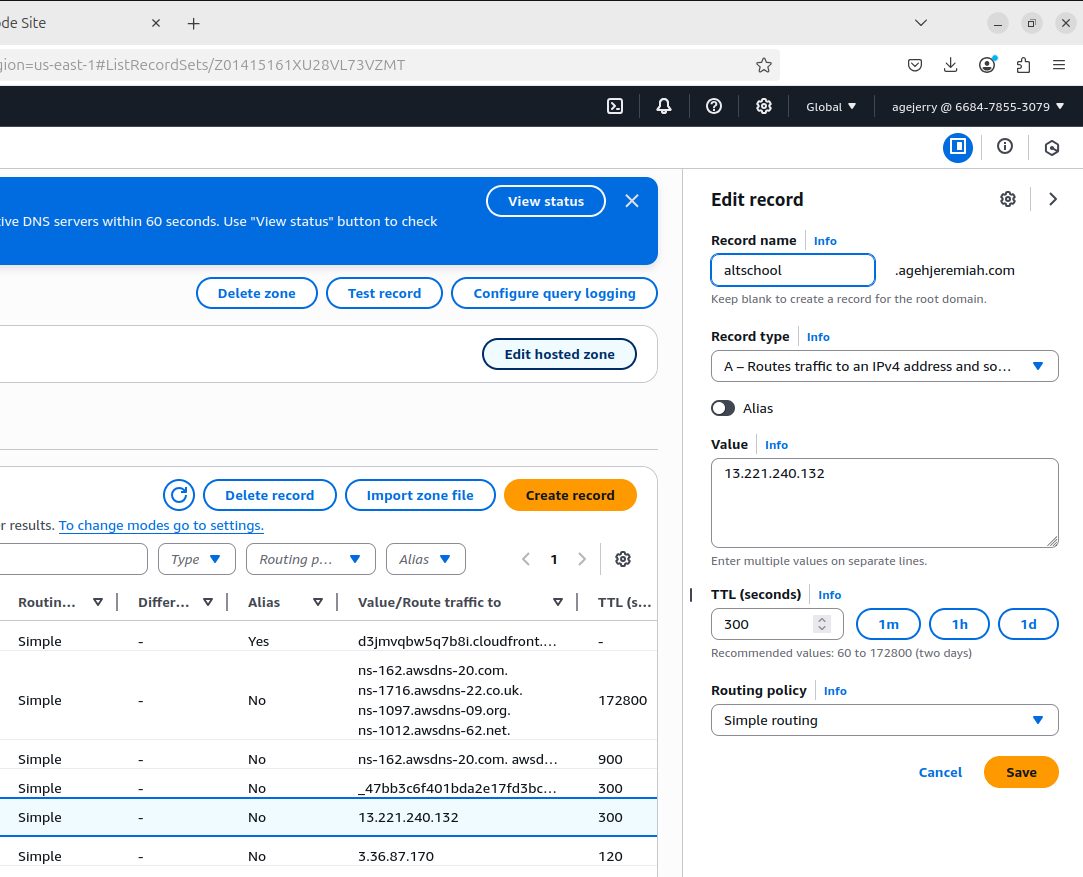 de Site
gion=us-east-1#ListRecordSets/Z01415161XU28VL73VZMT
Global
agejerry @ 6684-7855-3079
View status
tive DNS servers within 60 seconds. Use "View status" button to check
Delete zone
Test record
Configure query logging
Edit hosted zone
Delete record
Import zone file
Create record
r results. To change modes go to settings.
Type
Routing p...
Alias
1
Routin... Differ... Alias Value/Route traffic to TTL (s...
Simple - Yes d3jmvqbw5q7b8i.cloudfront.... -
ns-162.awsdns-20.com.
ns-1716.awsdns-22.co.uk.
Simple - No 172800
ns-1097.awsdns-09.org.
ns-1012.awsdns-62.net.
Simple - No ns-162.awsdns-20.com. awsd... 900
Simple - No _47bb3c6f401bda2e17fd3bc... 300
Simple - No 13.221.240.132 300
Simple - No 3.36.87.170 120
Edit record
Record name Info
altschool .agehjeremiah.com
Keep blank to create a record for the root domain.
Record type Info
A – Routes traffic to an IPv4 address and so...
Alias
Value Info
13.221.240.132
Enter multiple values on separate lines.
TTL (seconds) Info
300 1m 1h 1d
Recommended values: 60 to 172800 (two days)
Routing policy Info
Simple routing
Cancel Save